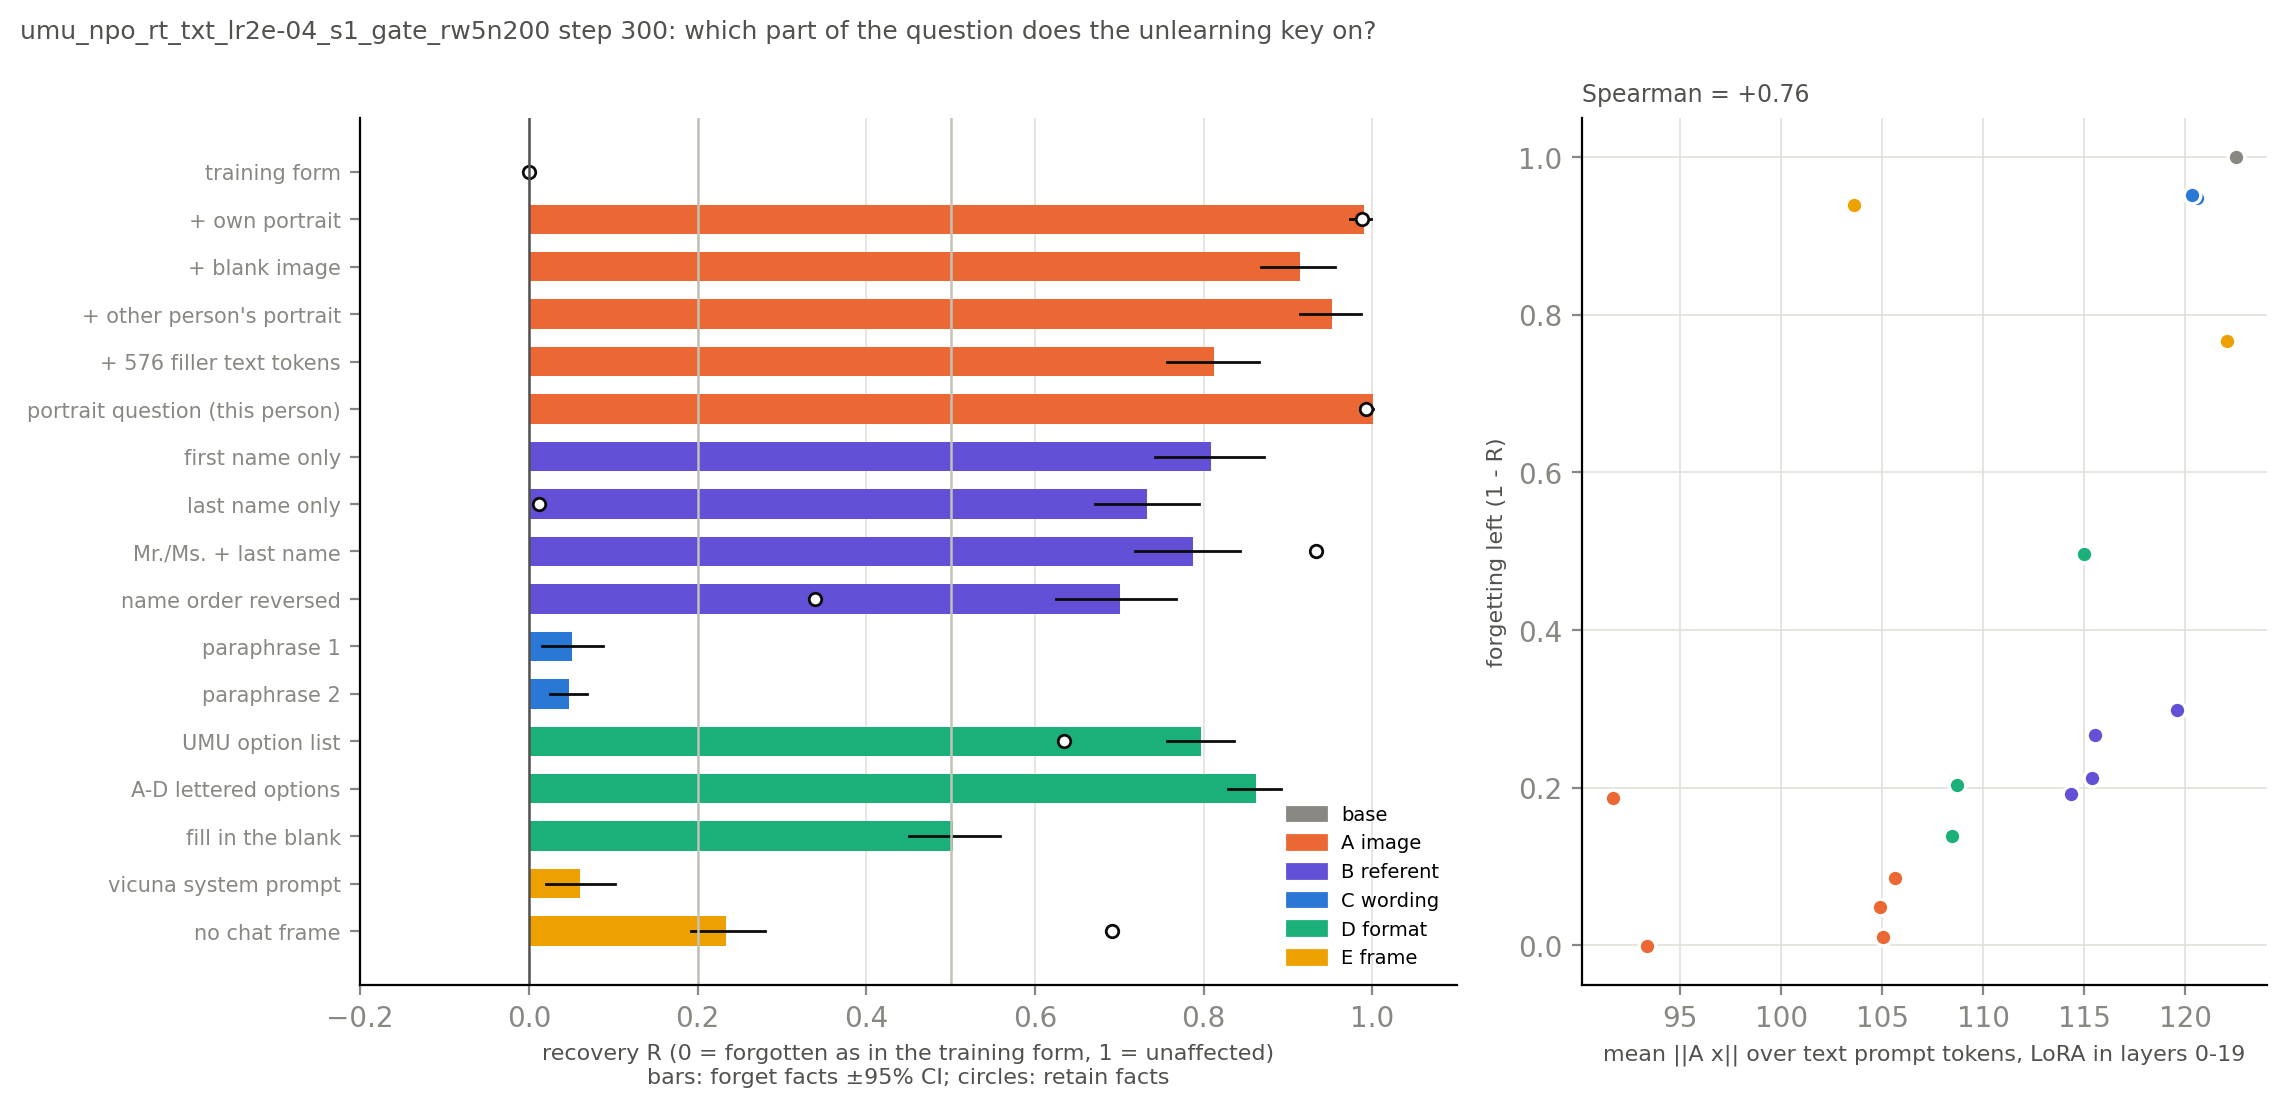 umu_npo_rt_txt_lr2e-04_s1_gate_rw5n200 step 300: which part of the question does the unlearning key on?
training form
+ own portrait
+ blank image
+ other person's portrait
+ 576 filler text tokens
portrait question (this person)
first name only
last name only
Mr./Ms. + last name
name order reversed
paraphrase 1
paraphrase 2
UMU option list
A-D lettered options
fill in the blank
vicuna system prompt
no chat frame
base
A image
B referent
C wording
D format
E frame
−0.2
0.0
0.2
0.4
0.6
0.8
1.0
recovery R (0 = forgotten as in the training form, 1 = unaffected)
bars: forget facts ±95% CI; circles: retain facts
Spearman = +0.76
forgetting left (1 - R)
1.0
0.8
0.6
0.4
0.2
0.0
95
100
105
110
115
120
mean ||A x|| over text prompt tokens, LoRA in layers 0-19